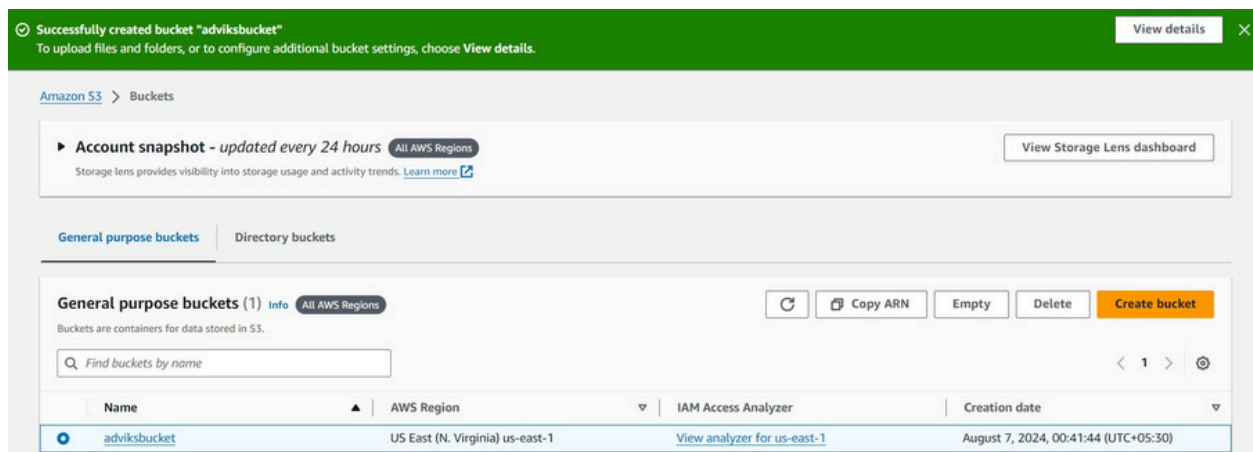 Successfully created bucket "adviksbucket"
To upload files and folders, or to configure additional bucket settings, choose View details.
View details
Amazon S3 > Buckets
Account snapshot - updated every 24 hours All AWS Regions
Storage lens provides visibility into storage usage and activity trends. Learn more
View Storage Lens dashboard
General purpose buckets Directory buckets
General purpose buckets (1) Info All AWS Regions
Buckets are containers for data stored in S3.
Copy ARN Empty Delete Create bucket
Find buckets by name
< 1 >
Name AWS Region IAM Access Analyzer Creation date
adviksbucket US East (N. Virginia) us-east-1 View analyzer for us-east-1 August 7, 2024, 00:41:44 (UTC+05:30)